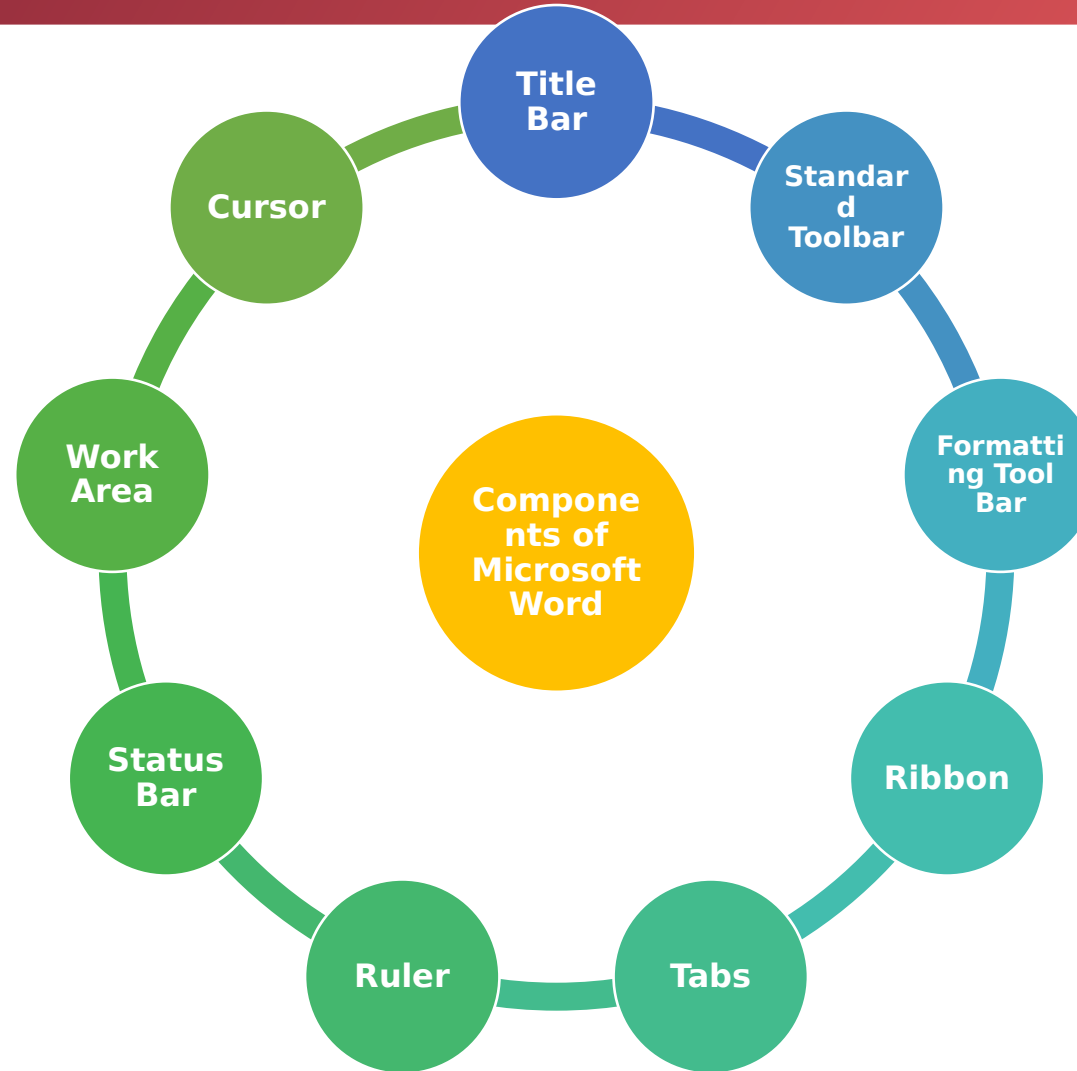 Title
Bar
Standar
d
Toolbar
Formatti
ng Tool
Bar
Ribbon
Tabs
Ruler
Status
Bar
Work
Area
Cursor
Compone
nts of
Microsoft
Word